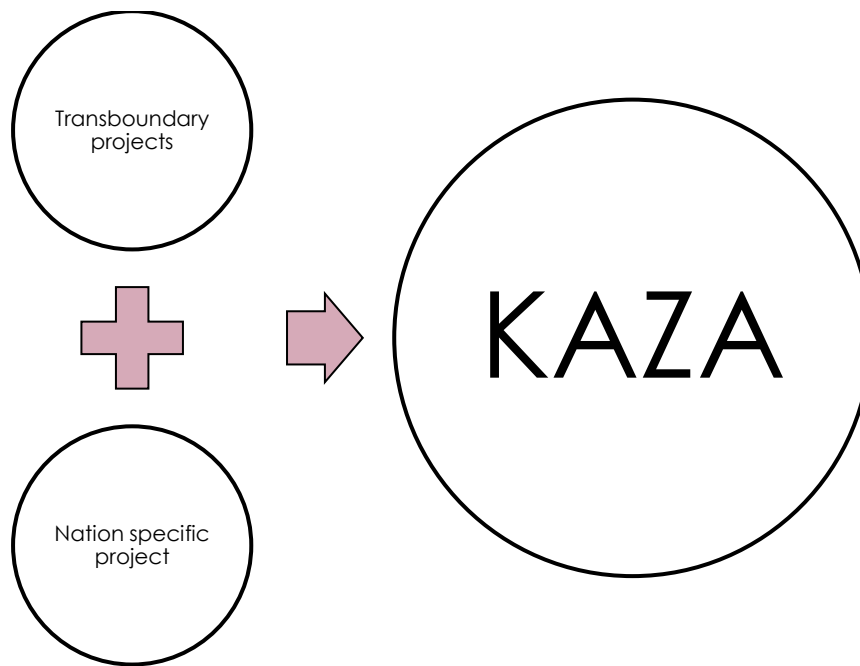 Transboundary
projects
KAZA
Nation specific
project